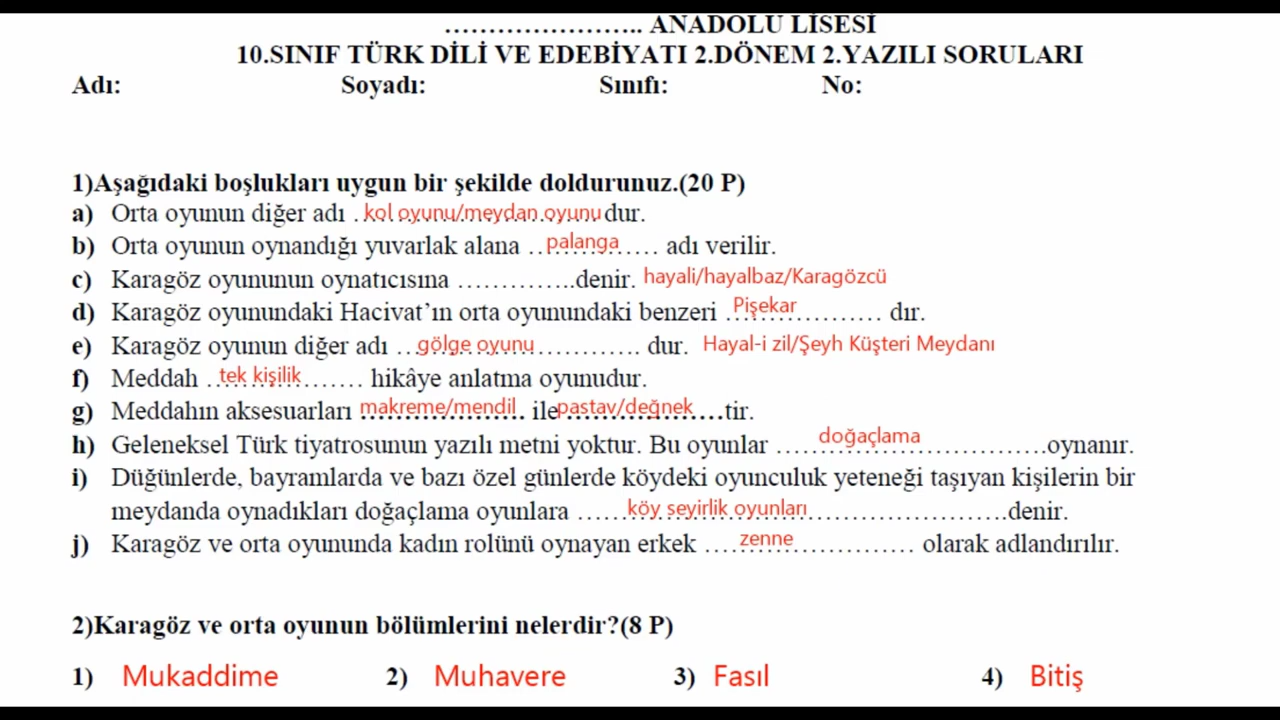 ………………….. ANADOLU LİSESİ
10.SINIF TÜRK DİLİ VE EDEBİYATI 2.DÖNEM 2.YAZILI SORULARI
Adı: Soyadı: Sınıfı: No:
1)Aşağıdaki boşlukları uygun bir şekilde doldurunuz.(20 P)
a) Orta oyunun diğer adı kol oyunu/meydan oyunu dur.
b) Orta oyunun oynandığı yuvarlak alana palanga adı verilir.
c) Karagöz oyununun oynatıcısına …………..denir. hayali/hayalbaz/Karagözcü
d) Karagöz oyunundaki Hacivat’ın orta oyunundaki benzeri Pişekar dır.
e) Karagöz oyunun diğer adı gölge oyunu dur. Hayal-i zil/Şeyh Küşteri Meydanı
f) Meddah tek kişilik hikâye anlatma oyunudur.
g) Meddahın aksesuarları makreme/mendil ile pastav/değnek tir.
h) Geleneksel Türk tiyatrosunun yazılı metni yoktur. Bu oyunlar doğaçlama oynanır.
i) Düğünlerde, bayramlarda ve bazı özel günlerde köydeki oyunculuk yeteneği taşıyan kişilerin bir
meydanda oynadıkları doğaçlama oyunlara köy seyirlik oyunları denir.
j) Karagöz ve orta oyununda kadın rolünü oynayan erkek zenne olarak adlandırılır.
2)Karagöz ve orta oyunun bölümlerini nelerdir?(8 P)
1) Mukaddime 2) Muhavere 3) Fasıl 4) Bitiş